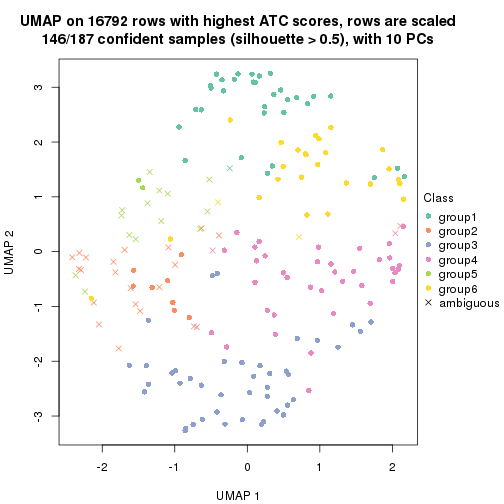 UMAP on 16792 rows with highest ATC scores, rows are scaled
146/187 confident samples (silhouette > 0.5), with 10 PCs
3
2
1
0
-1
-2
-3
UMAP 2
-2
-1
0
1
2
UMAP 1
Class
group1
group2
group3
group4
group5
group6
ambiguous